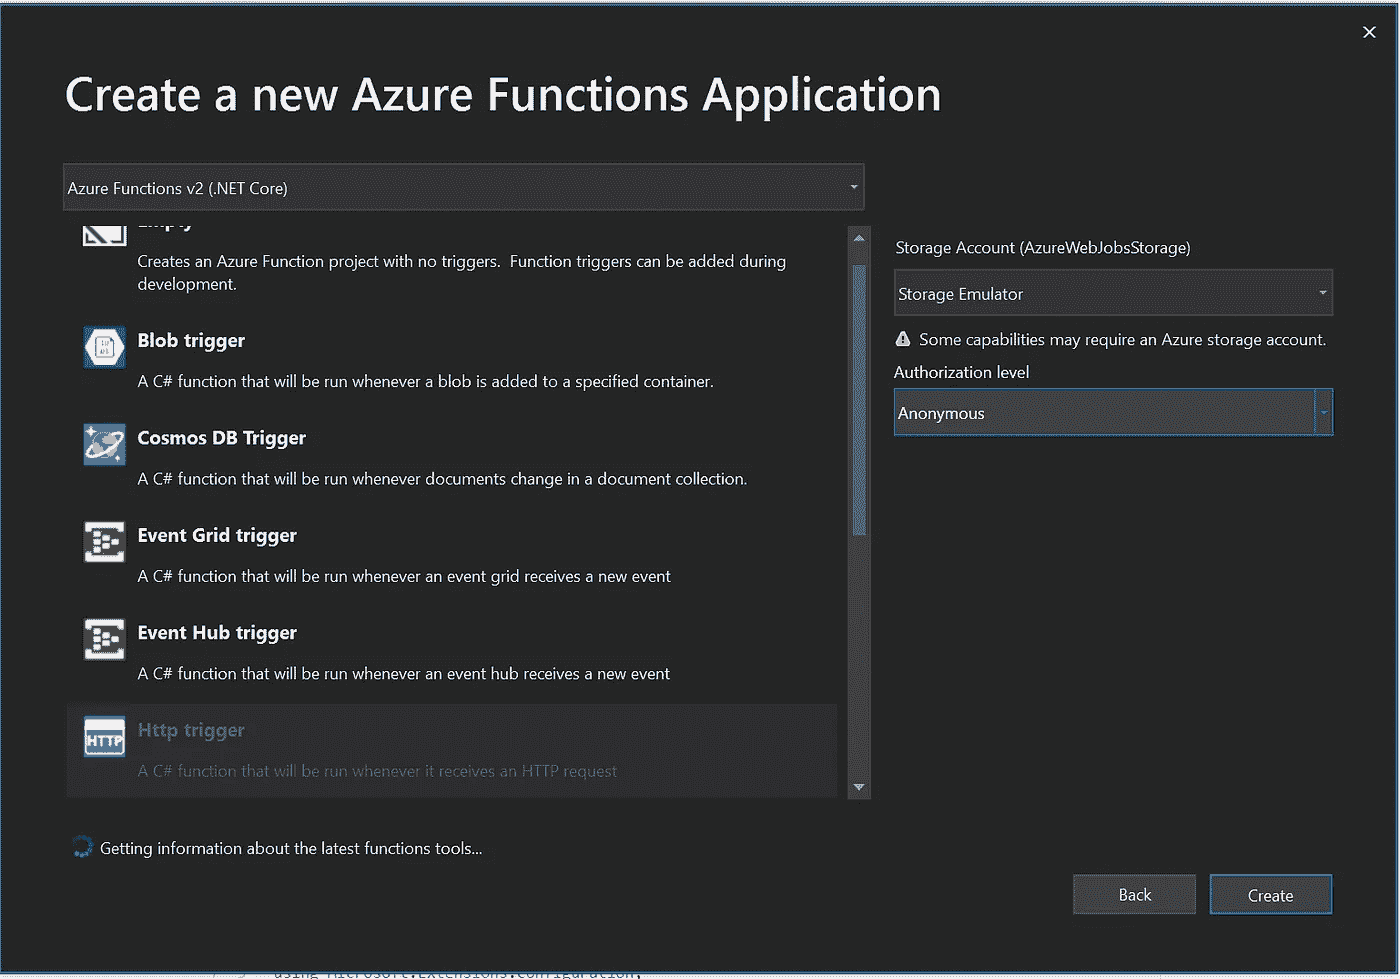 Create a new Azure Functions Application
Azure Functions v2 (.NET Core)
Empty
Creates an Azure Function project with no triggers. Function triggers can be added during
development.
Blob trigger
A C# function that will be run whenever a blob is added to a specified container.
Cosmos DB Trigger
A C# function that will be run whenever documents change in a document collection.
Event Grid trigger
A C# function that will be run whenever an event grid receives a new event
Event Hub trigger
A C# function that will be run whenever an event hub receives a new event
HTTP
Http trigger
A C# function that will be run whenever it receives an HTTP request
Storage Account (AzureWebJobsStorage)
Storage Emulator
Some capabilities may require an Azure storage account.
Authorization level
Anonymous
Getting information about the latest functions tools...
Back
Create
using Microsoft.Extensions.Configuration;